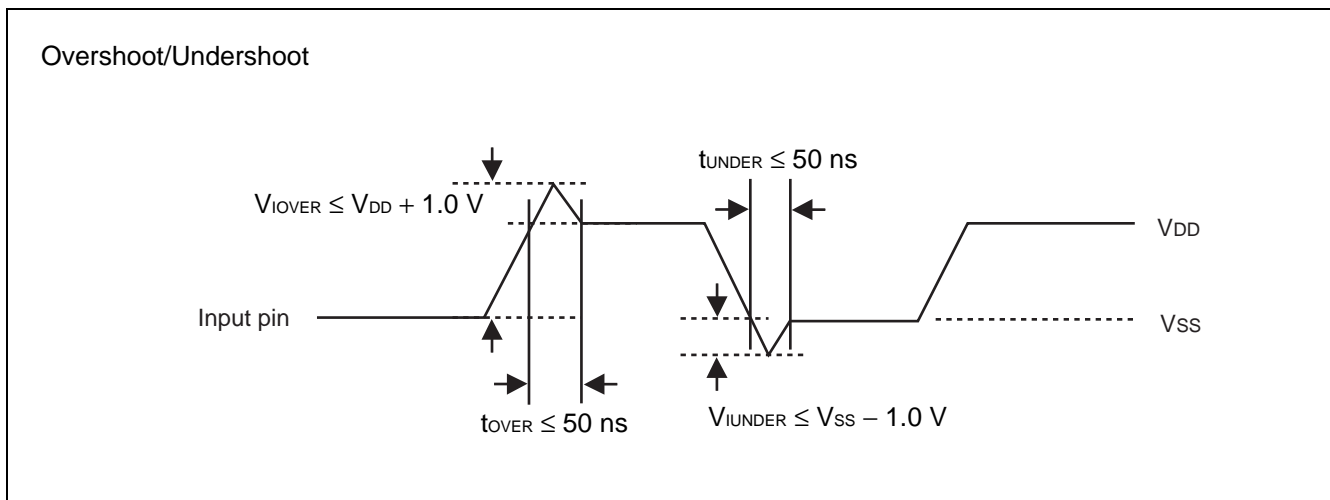 Overshoot/Undershoot
tUNDER ≤ 50 ns
VIOVER ≤ VDD + 1.0 V
VDD
Input pin
VSS
tOVER ≤ 50 ns
VIUNDER ≤ VSS − 1.0 V